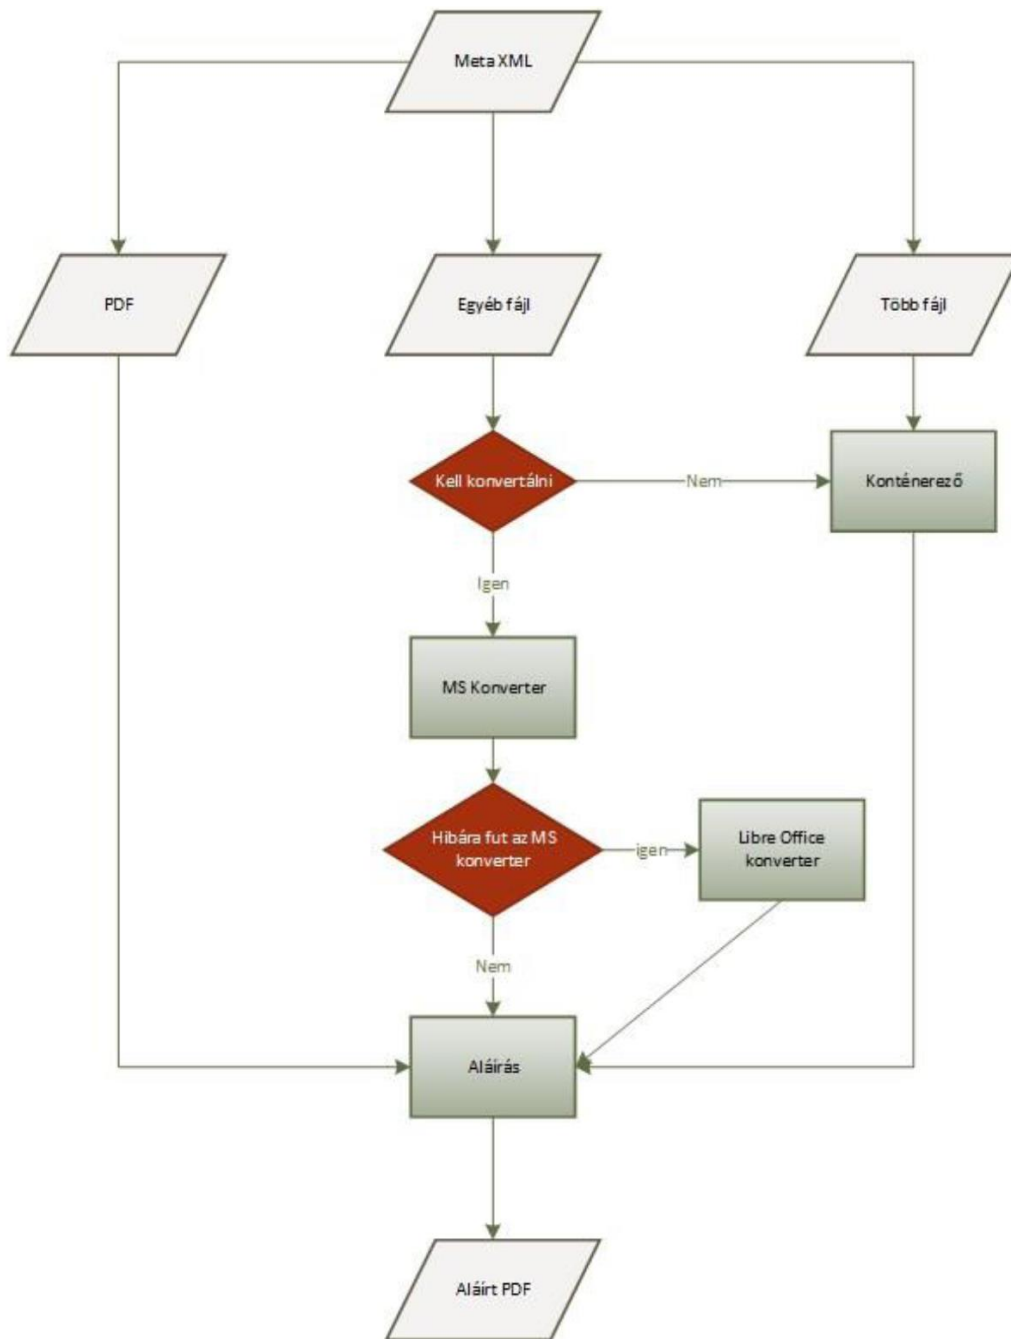 Meta XML
PDF
Egyéb fájl
Több fájl
Kell konvertálni
Nem
Konténerező
Igen
MS Konverter
Hibára fut az MS
konverter
igen
Libre Office
konverter
Nem
Aláírás
Aláírt PDF